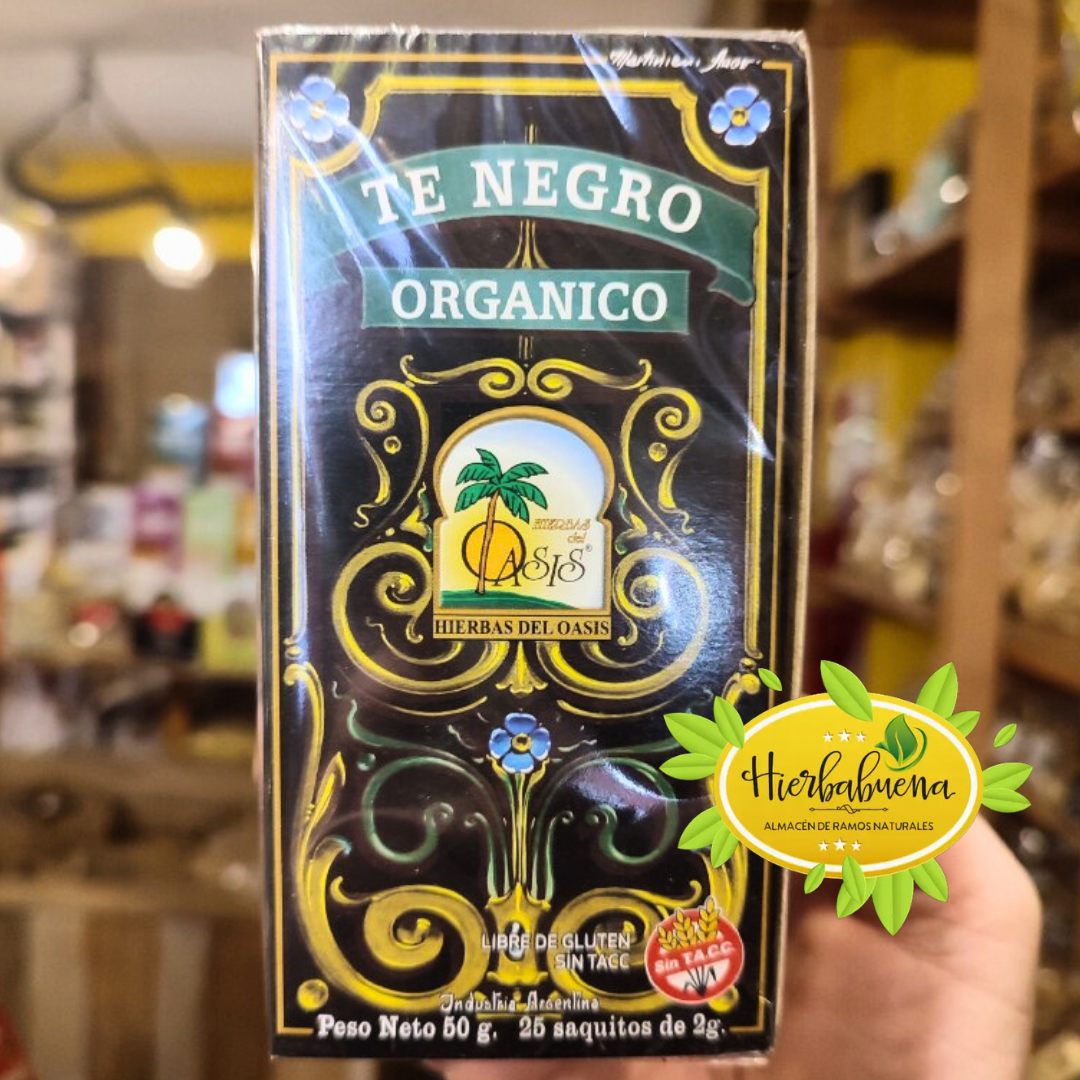 TE NEGRO
ORGANICO
HIERBAS
del
OASIS®
HIERBAS DEL OASIS
Hierbabuena
ALMACÉN DE RAMOS NATURALES
LIBRE DE GLUTEN
SIN TACC
Sin T.A.C.C.
Industria Argentina
Peso Neto 50 g. 25 saquitos de 2g.